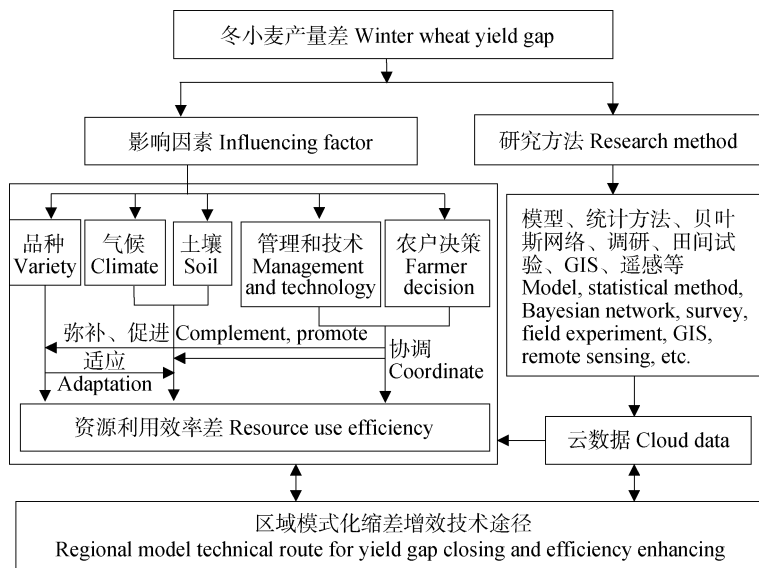 冬小麦产量差 Winter wheat yield gap
影响因素 Influencing factor
研究方法 Research method
品种
Variety
气候
Climate
土壤
Soil
管理和技术
Management
and technology
农户决策
Farmer
decision
模型、统计方法、贝叶
斯网络、调研、田间试
验、GIS、遥感等
Model, statistical method,
Bayesian network, survey,
field experiment, GIS,
remote sensing, etc.
弥补、促进 Complement, promote
适应
Adaptation
协调
Coordinate
资源利用效率差 Resource use efficiency
云数据 Cloud data
区域模式化缩差增效技术途径
Regional model technical route for yield gap closing and efficiency enhancing